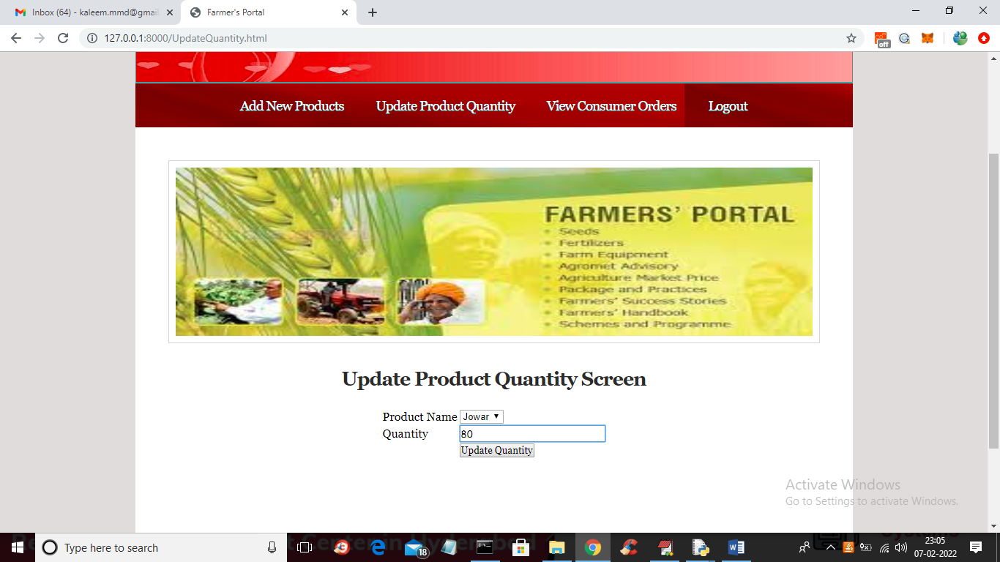 Inbox (64) - kaleem.mmd@gmai
Farmer's Portal
127.0.0.1:8000/UpdateQuantity.html
off
Add New Products Update Product Quantity View Consumer Orders Logout
FARMERS' PORTAL
Seeds
Fertilizers
Farm Equipment
Agromet Advisory
Agriculture Market Price
Package and Practices
Farmers' Success Stories
Farmers' Handbook
Schemes and Programme
Update Product Quantity Screen
Product Name Jowar
Quantity 80
Update Quantity
Activate Windows
Go to Settings to activate Windows.
Type here to search
18
23:05
07-02-2022